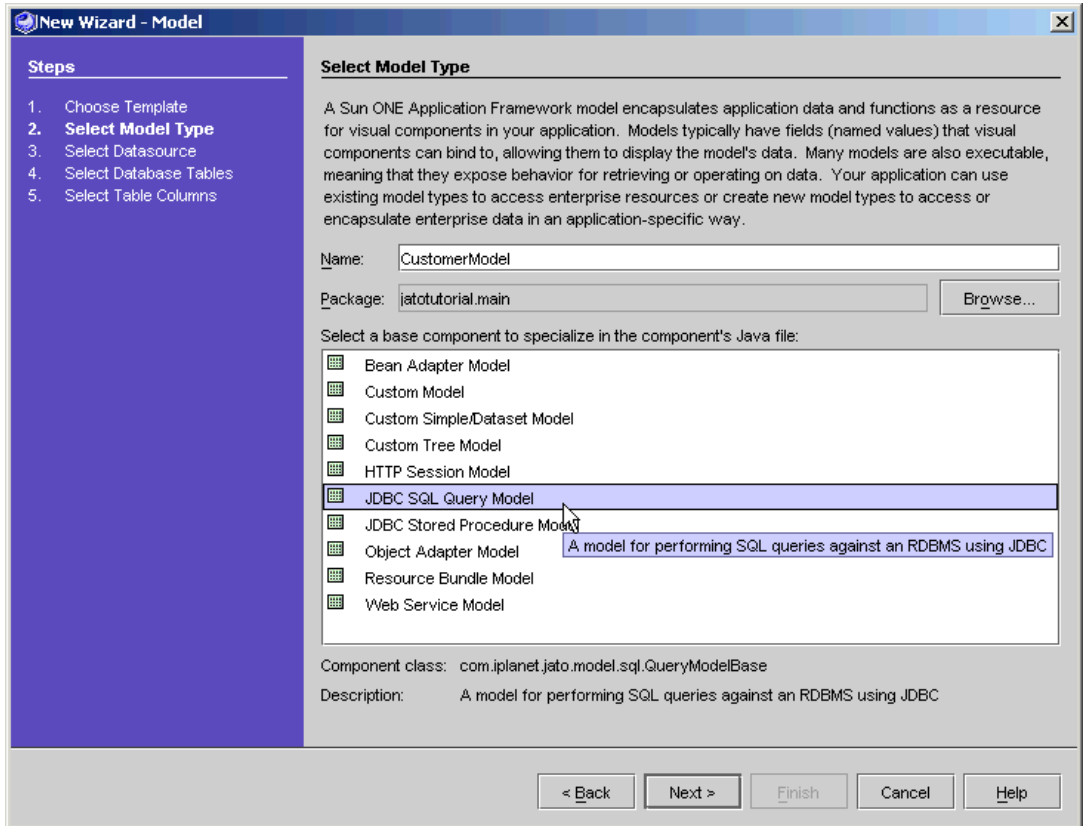 New Wizard - Model
Steps
1. Choose Template
2. Select Model Type
3. Select Datasource
4. Select Database Tables
5. Select Table Columns
Select Model Type
A Sun ONE Application Framework model encapsulates application data and functions as a resource
for visual components in your application. Models typically have fields (named values) that visual
components can bind to, allowing them to display the model's data. Many models are also executable,
meaning that they expose behavior for retrieving or operating on data. Your application can use
existing model types to access enterprise resources or create new model types to access or
encapsulate enterprise data in an application-specific way.
Name: CustomerModel
Package: jatotutorial.main Browse...
Select a base component to specialize in the component's Java file:
Bean Adapter Model
Custom Model
Custom Simple/Dataset Model
Custom Tree Model
HTTP Session Model
JDBC SQL Query Model
JDBC Stored Procedure Model
Object Adapter Model
A model for performing SQL queries against an RDBMS using JDBC
Resource Bundle Model
Web Service Model
Component class: com.iplanet.jato.model.sql.QueryModelBase
Description: A model for performing SQL queries against an RDBMS using JDBC
< Back Next > Finish Cancel Help